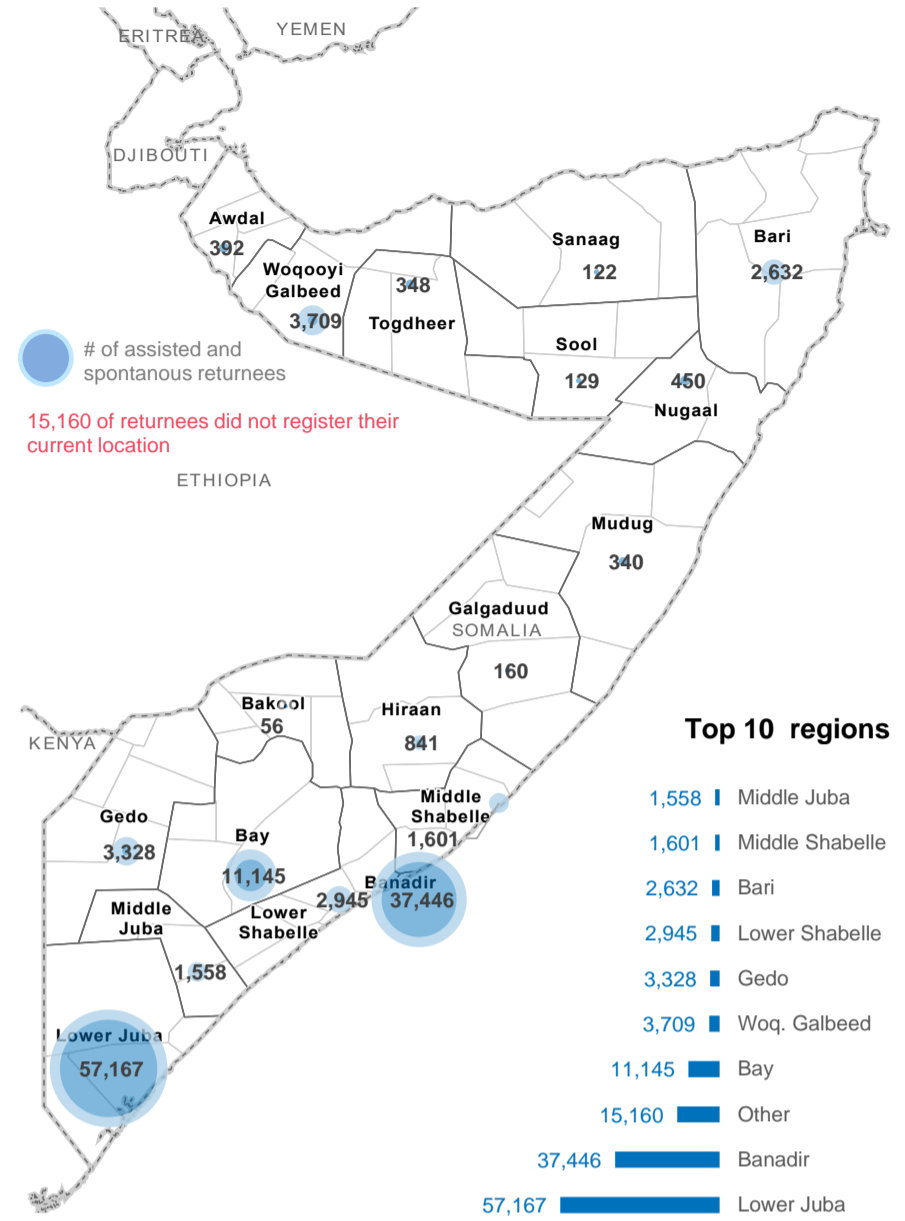 ERITREA
YEMEN
DJIBOUTI
Awdal
392
Woqooyi
Galbeed
3,709
348
Togdheer
Sanaag
122
Bari
2,632
Sool
129
450
Nugaal
# of assisted and
spontanous returnees
15,160 of returnees did not register their
current location
ETHIOPIA
Mudug
340
Galgaduud
SOMALIA
160
Bakool
56
Hiraan
841
KENYA
Gedo
3,328
Bay
11,145
Middle
Shabelle
1,601
Banadir
37,446
2,945
Lower
Shabelle
Middle
Juba
1,558
Lower Juba
57,167
Top 10 regions
1,558 Middle Juba
1,601 Middle Shabelle
2,632 Bari
2,945 Lower Shabelle
3,328 Gedo
3,709 Woq. Galbeed
11,145 Bay
15,160 Other
37,446 Banadir
57,167 Lower Juba